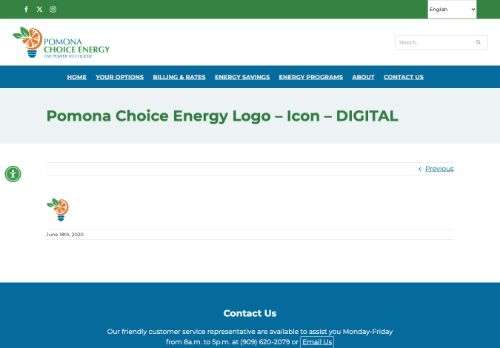 English
POMONA
CHOICE ENERGY
THE POWER TO CHOOSE
Search...
HOME YOUR OPTIONS BILLING & RATES ENERGY SAVINGS ENERGY PROGRAMS ABOUT CONTACT US
Pomona Choice Energy Logo – Icon – DIGITAL
Previous
June 18th, 2020
Contact Us
Our friendly customer service representative are available to assist you Monday-Friday
from 8a.m. to 5p.m. at (909) 620-2079 or Email Us